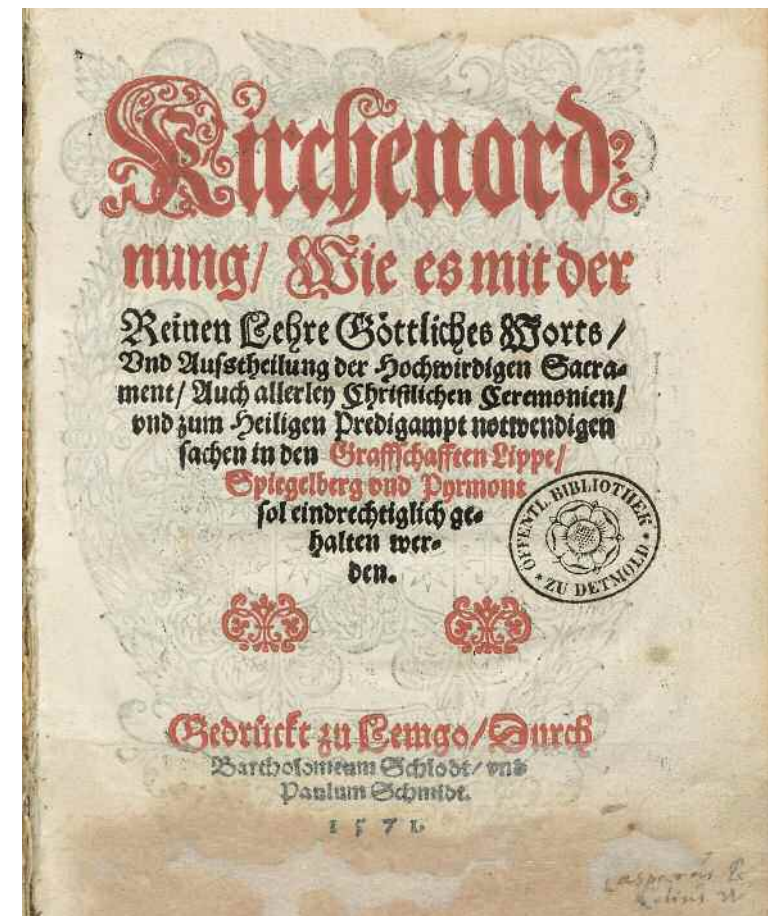 Kirchenord⸗
nung/ Wie es mit der
Reinen Lehre Göttliches Worts/
Vnd Ausstheilung der Hochwirdigen Sacra⸗
ment/ Auch allerley Christlichen Ceremonien/
vnd zum Heiligen Predigampt notwendigen
sachen in den Graffschafften Lippe/
Spiegelberg vnd Pyrmont
sol eindrechtiglich ge⸗
halten wer⸗
den.
ÖFFENTL. BIBLIOTHEK
* ZU DETMOLD. *
Gedrückt zu Lemgo/ Durch
Bartholomeum Schlodt/ vnd
Paulum Schmidt.
1571.